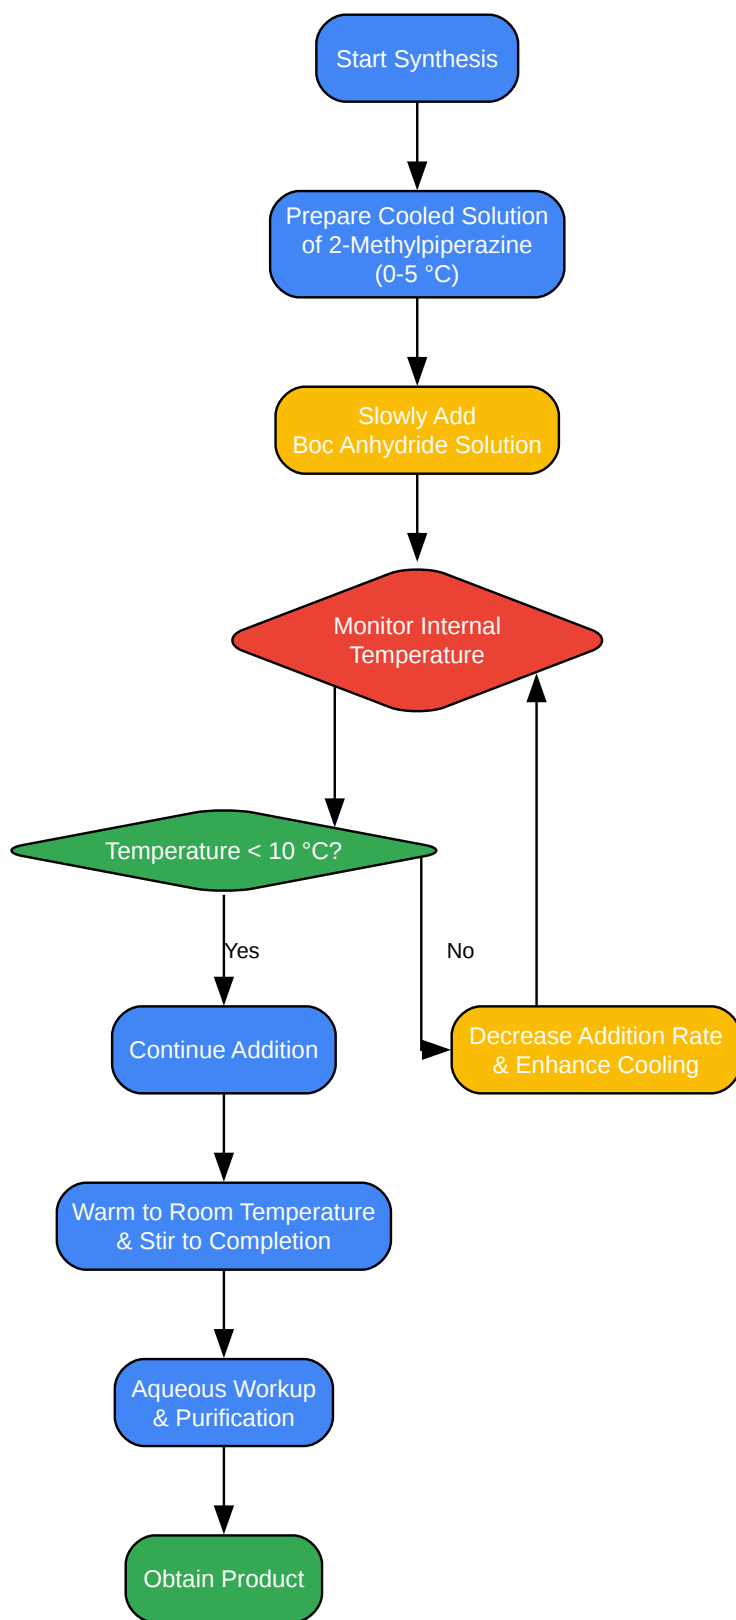 Start Synthesis
Prepare Cooled Solution
of 2-Methylpiperazine
(0-5 °C)
Slowly Add
Boc Anhydride Solution
Monitor Internal
Temperature
Temperature < 10 °C?
Yes
No
Continue Addition
Decrease Addition Rate
& Enhance Cooling
Warm to Room Temperature
& Stir to Completion
Aqueous Workup
& Purification
Obtain Product